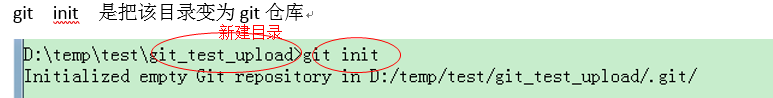 git init 是把该目录变为 git 仓库
新建目录
D:\temp\test\git_test_upload>git init
Initialized empty Git repository in D:/temp/test/git_test_upload/.git/